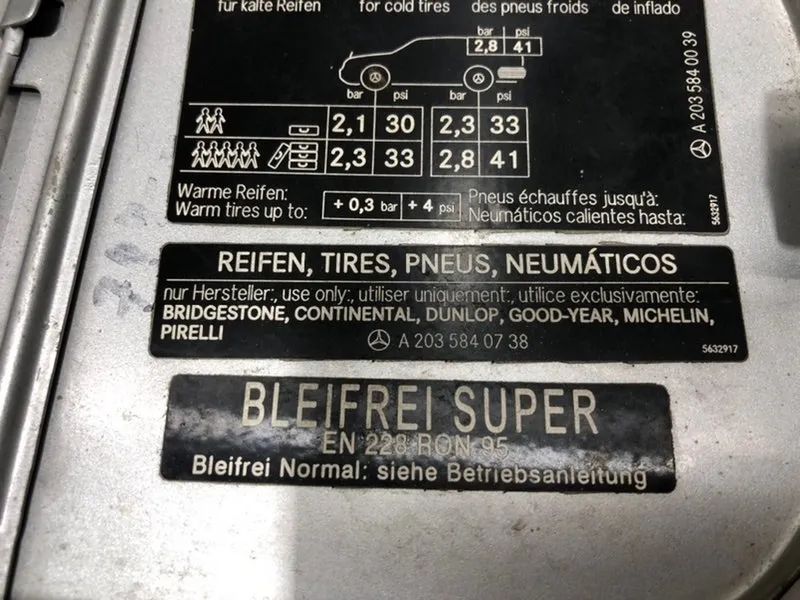 für kalte Reifen for cold tires des pneus froids de inflado
bar psi
2,8 41
bar psi bar psi
2,1 30 2,3 33
2,3 33 2,8 41
Warme Reifen: Pneus échauffes jusqu'à:
Warm tires up to: + 0,3 bar + 4 psi Neumáticos calientes hasta:
A 203 584 00 39
5632917
REIFEN, TIRES, PNEUS, NEUMÁTICOS
nur Hersteller:, use only:, utiliser uniquement:, utilice exclusivamente:
BRIDGESTONE, CONTINENTAL, DUNLOP, GOOD-YEAR, MICHELIN,
PIRELLI
A 203 584 07 38
5632917
BLEIFREI SUPER
EN 228 RON 95
Bleifrei Normal: siehe Betriebsanleitung